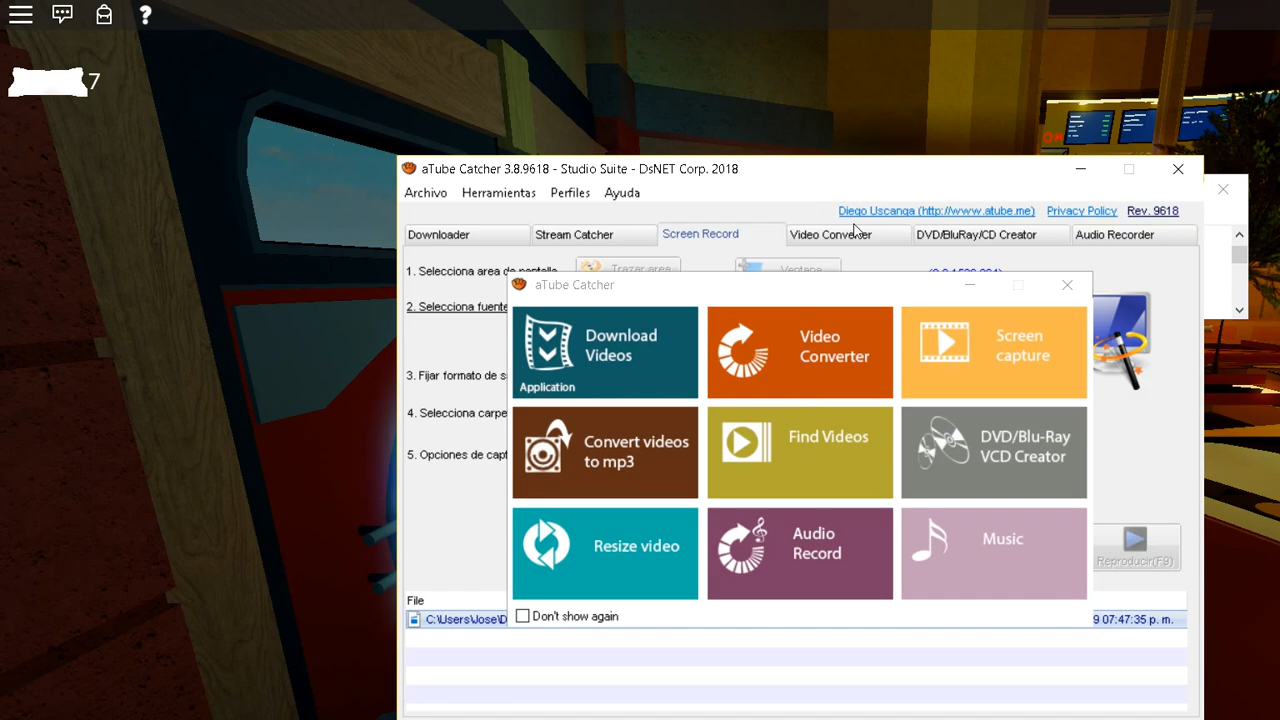 7
aTube Catcher 3.8.9618 - Studio Suite - DsNET Corp. 2018
Archivo Herramientas Perfiles Ayuda
Diego Uscanga (http://www.atube.me) Privacy Policy Rev. 9618
Downloader Stream Catcher Screen Record Video Converter DVD/BluRay/CD Creator Audio Recorder
1. Selecciona area de pantalla Trazar area Ventana
2. Selecciona fuente
3. Fijar formato de s
4. Selecciona carpe
5. Opciones de capt
aTube Catcher
Download
Videos
Application
Video
Converter
Screen
capture
Convert videos
to mp3
Find Videos
DVD/Blu-Ray
VCD Creator
Resize video
Audio
Record
Music
Don't show again
Reproducir(F9)
File
C:\Users\Jose\D
9 07:47:35 p. m.